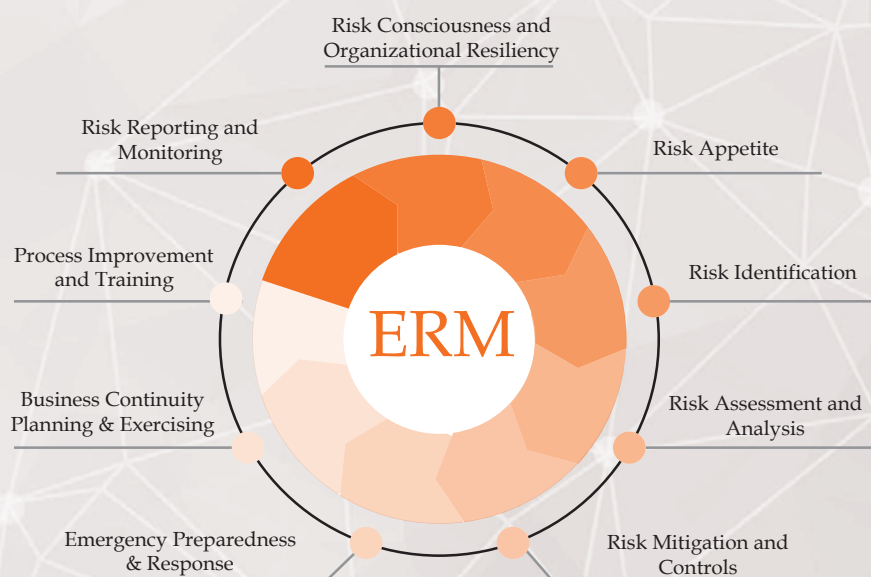 Risk Consciousness and
Organizational Resiliency
Risk Reporting and
Monitoring
Risk Appetite
Process Improvement
and Training
Risk Identification
ERM
Business Continuity
Planning & Exercising
Risk Assessment and
Analysis
Emergency Preparedness
& Response
Risk Mitigation and
Controls